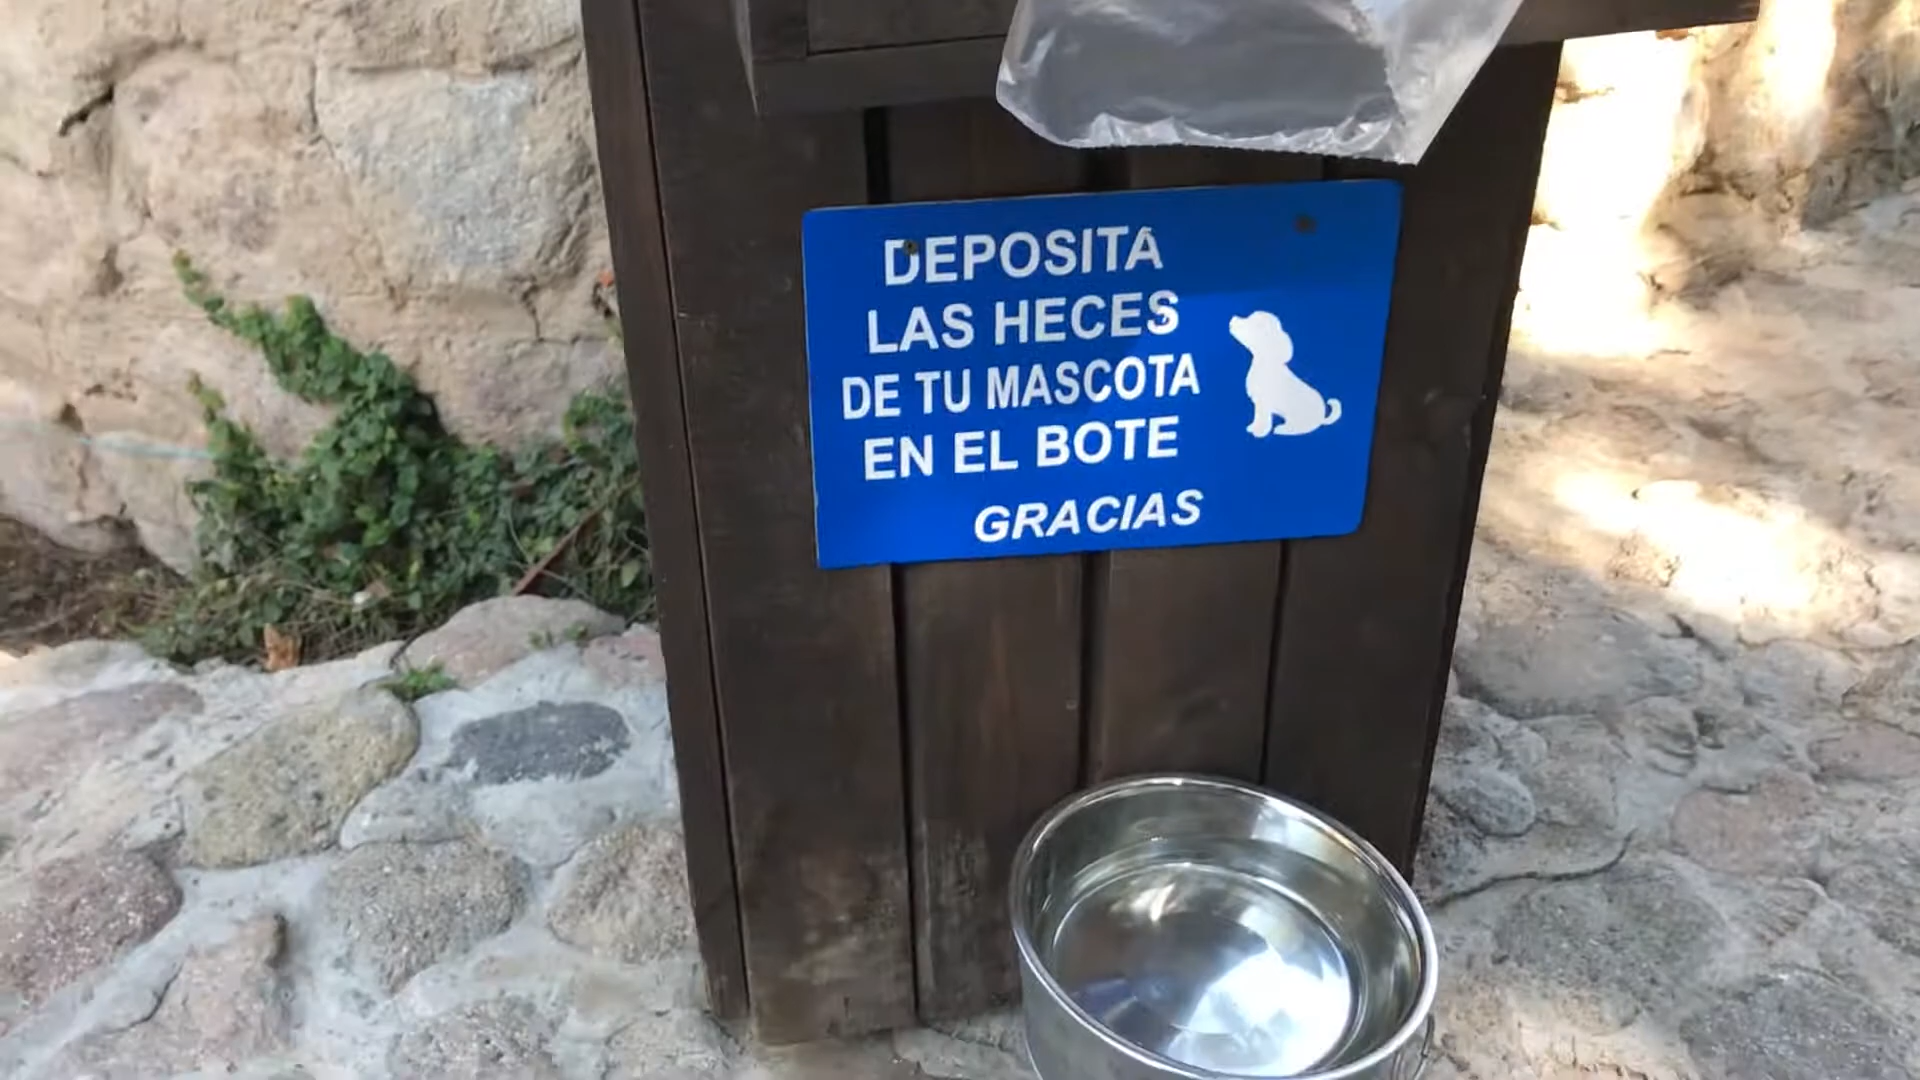 DEPOSITA
LAS HECES
DE TU MASCOTA
EN EL BOTE
GRACIAS